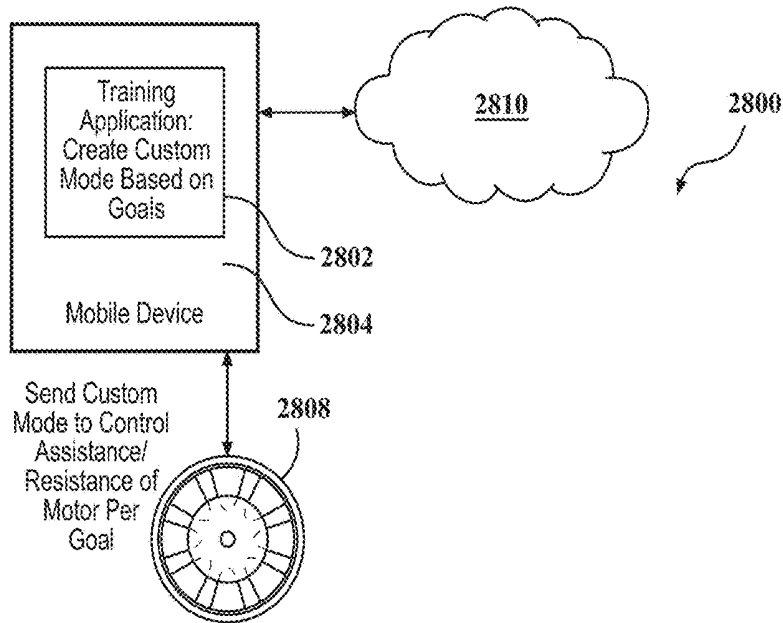 Training
Application:
Create Custom
Mode Based on
Goals
2810
2800
2802
2804
Mobile Device
Send Custom
Mode to Control
Assistance/
Resistance of
Motor Per
Goal
2808